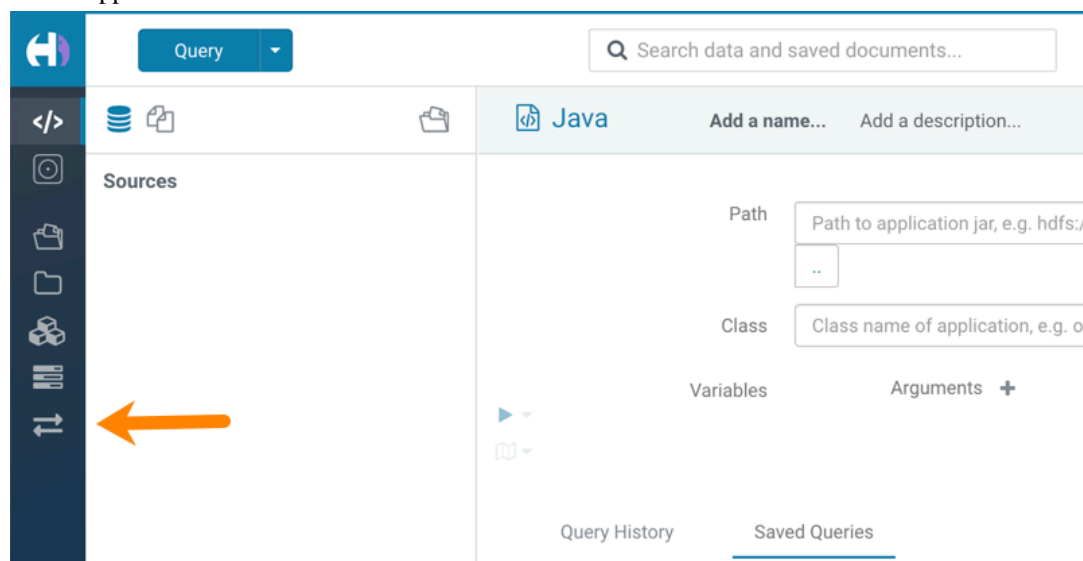 Query
Search data and saved documents...
</>
Java
Add a name...
Add a description...
Sources
Path
Path to application jar, e.g. hdfs:/
..
Class
Class name of application, e.g. o
Variables
Arguments +
Query History
Saved Queries